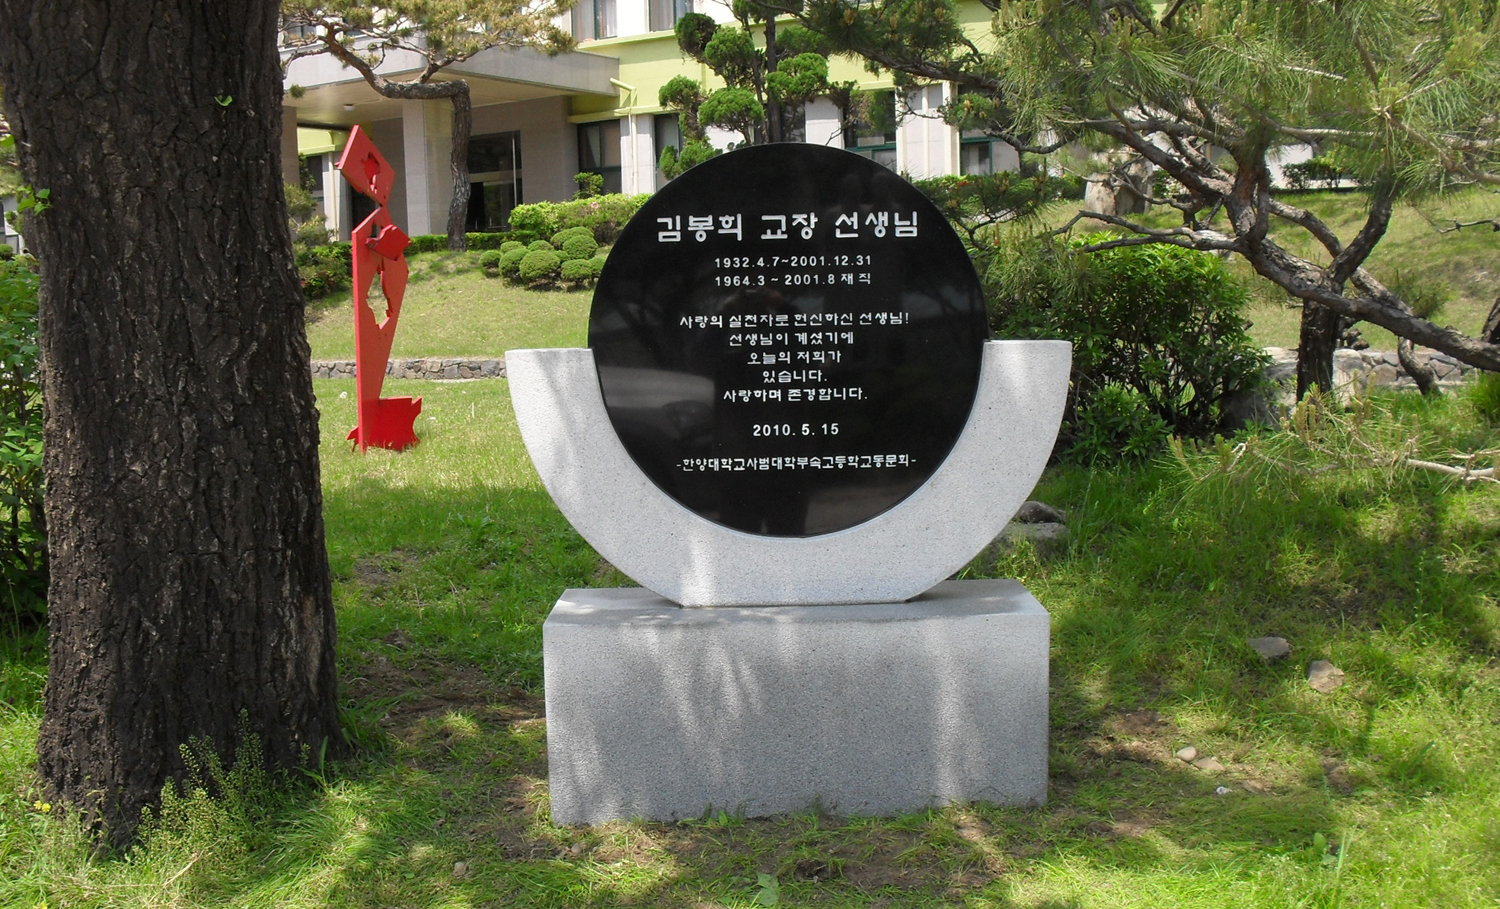 김봉희 교장 선생님
1932.4.7~2001.12.31
1964.3 ~ 2001.8 재직
사랑의 실천자로 헌신하신 선생님!
선생님이 계셨기에
오늘의 저희가
있습니다.
사랑하며 존경합니다.
2010. 5. 15
-한양대학교사범대학부속고등학교동문회-